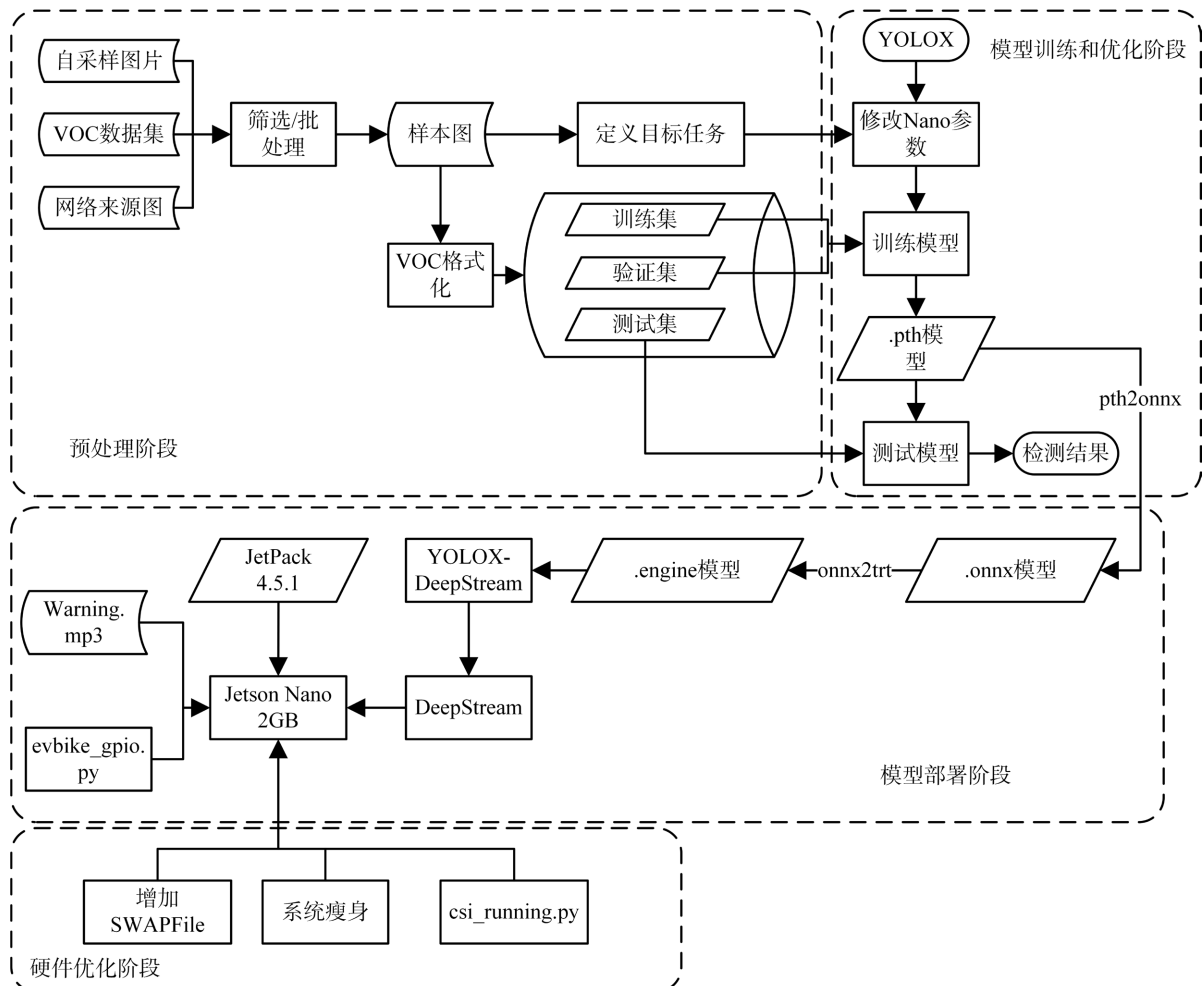 自采样图片
VOC数据集
网络来源图
筛选/批
处理
样本图
定义目标任务
VOC格式
化
训练集
验证集
测试集
预处理阶段
YOLOX
模型训练和优化阶段
修改Nano参
数
训练模型
.pth模
型
pth2onnx
测试模型
检测结果
JetPack
4.5.1
YOLOX-
DeepStream
.engine模型
onnx2trt
.onnx模型
Warning.
mp3
Jetson Nano
2GB
DeepStream
evbike_gpio.
py
模型部署阶段
增加
SWAPFile
系统瘦身
csi_running.py
硬件优化阶段